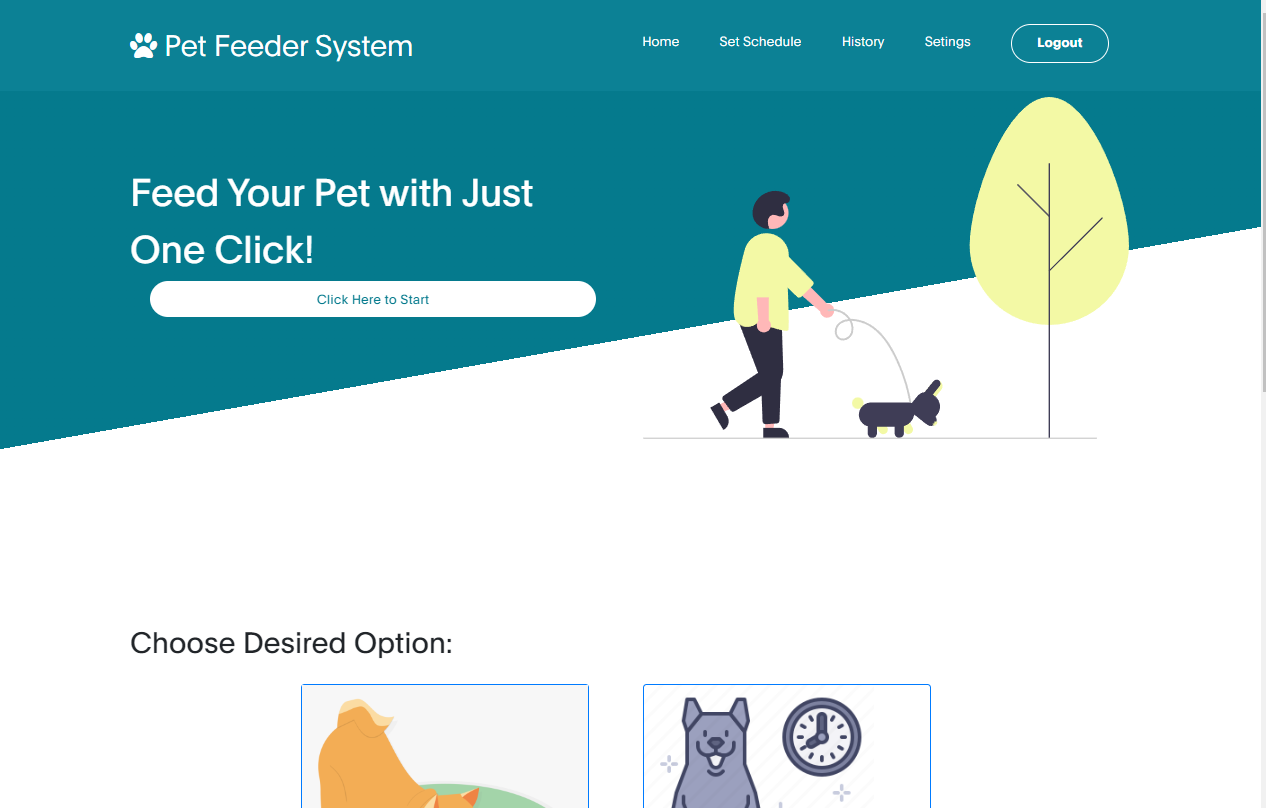 Pet Feeder System
Home Set Schedule History Setings Logout
Feed Your Pet with Just
One Click!
Click Here to Start
Choose Desired Option: